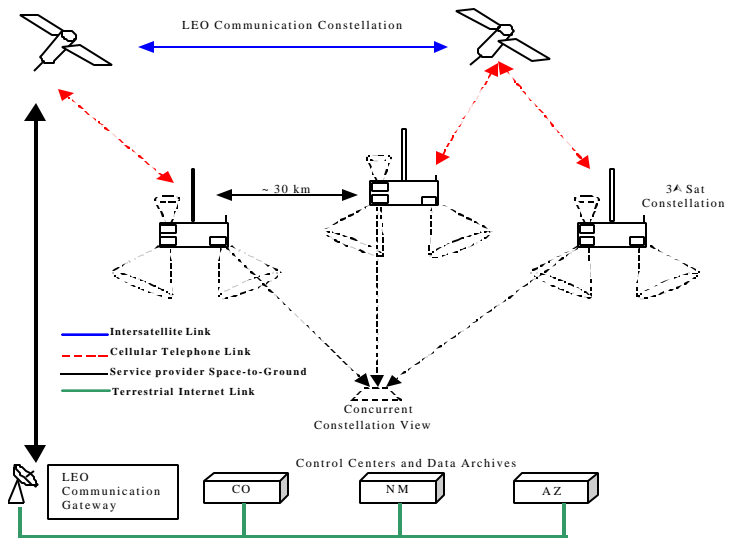 LEO Communication Constellation
~ 30 km
3^ Sat
Constellation
Intersatellite Link
Cellular Telephone Link
Service provider Space-to-Ground
Terrestrial Internet Link
Concurrent
Constellation View
Control Centers and Data Archives
LEO
Communication
Gateway
CO
NM
AZ